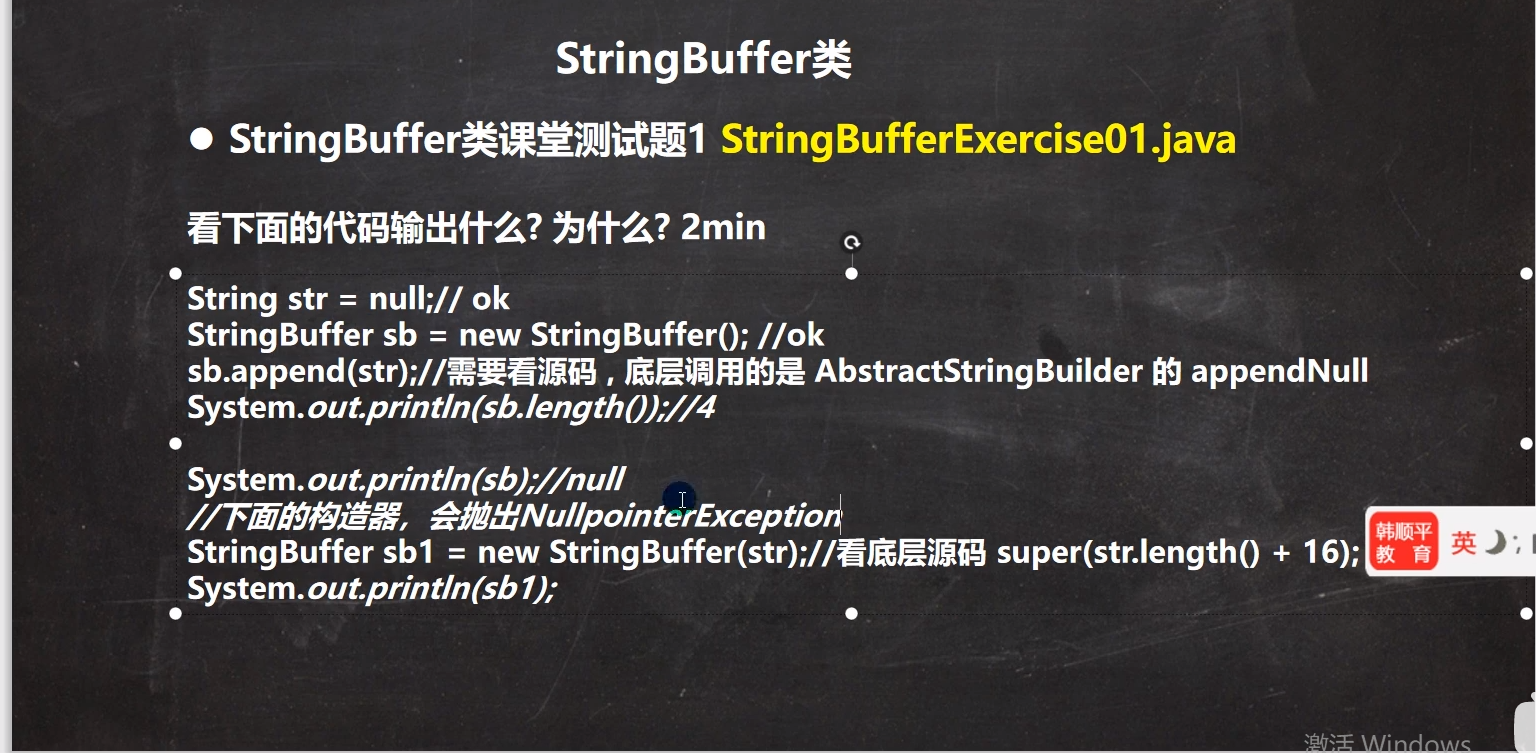 StringBuffer类
● StringBuffer类课堂测试题1 StringBufferExercise01.java
看下面的代码输出什么? 为什么? 2min
String str = null;// ok
StringBuffer sb = new StringBuffer(); //ok
sb.append(str);//需要看源码，底层调用的是 AbstractStringBuilder 的 appendNull
System.out.println(sb.length());//4
System.out.println(sb);//null
//下面的构造器，会抛出NullpointerException
StringBuffer sb1 = new StringBuffer(str);//看底层源码 super(str.length() + 16);
System.out.println(sb1);
韩顺平
教 育
英
激活 Windows